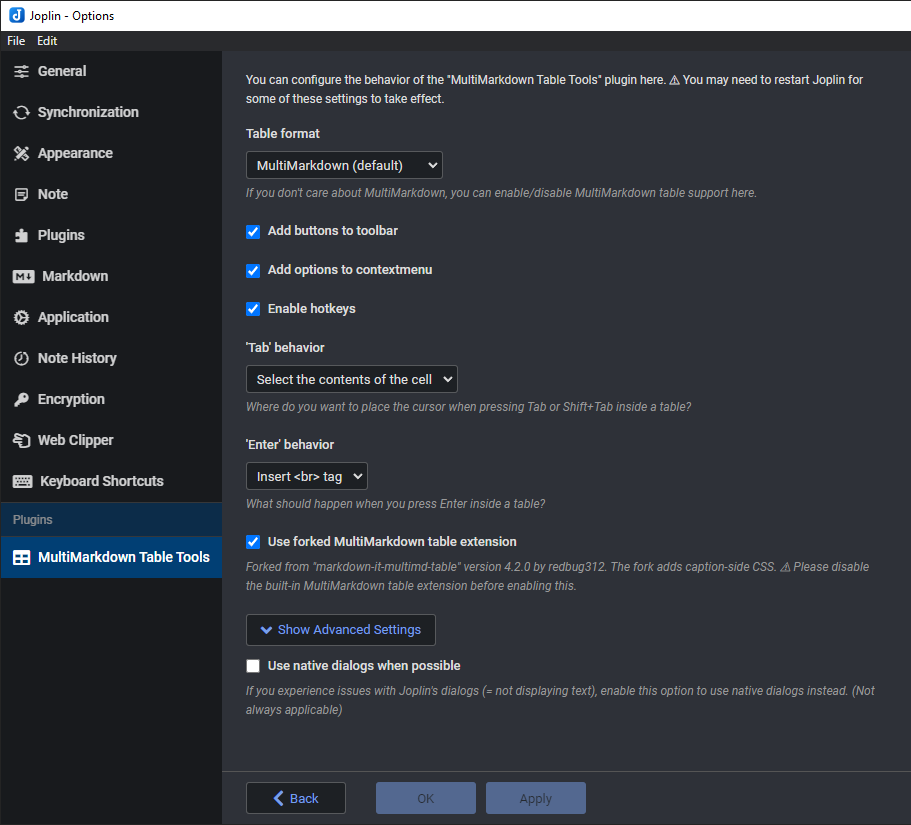 Joplin - Options
File Edit
General
Synchronization
Appearance
Note
Plugins
Markdown
Application
Note History
Encryption
Web Clipper
Keyboard Shortcuts
Plugins
MultiMarkdown Table Tools
You can configure the behavior of the "MultiMarkdown Table Tools" plugin here. ⚠ You may need to restart Joplin for
some of these settings to take effect.
Table format
MultiMarkdown (default)
If you don't care about MultiMarkdown, you can enable/disable MultiMarkdown table support here.
Add buttons to toolbar
Add options to contextmenu
Enable hotkeys
'Tab' behavior
Select the contents of the cell
Where do you want to place the cursor when pressing Tab or Shift+Tab inside a table?
'Enter' behavior
Insert <br> tag
What should happen when you press Enter inside a table?
Use forked MultiMarkdown table extension
Forked from "markdown-it-multimd-table" version 4.2.0 by redbug312. The fork adds caption-side CSS. ⚠ Please disable
the built-in MultiMarkdown table extension before enabling this.
Show Advanced Settings
Use native dialogs when possible
If you experience issues with Joplin's dialogs (= not displaying text), enable this option to use native dialogs instead. (Not
always applicable)
Back
OK
Apply